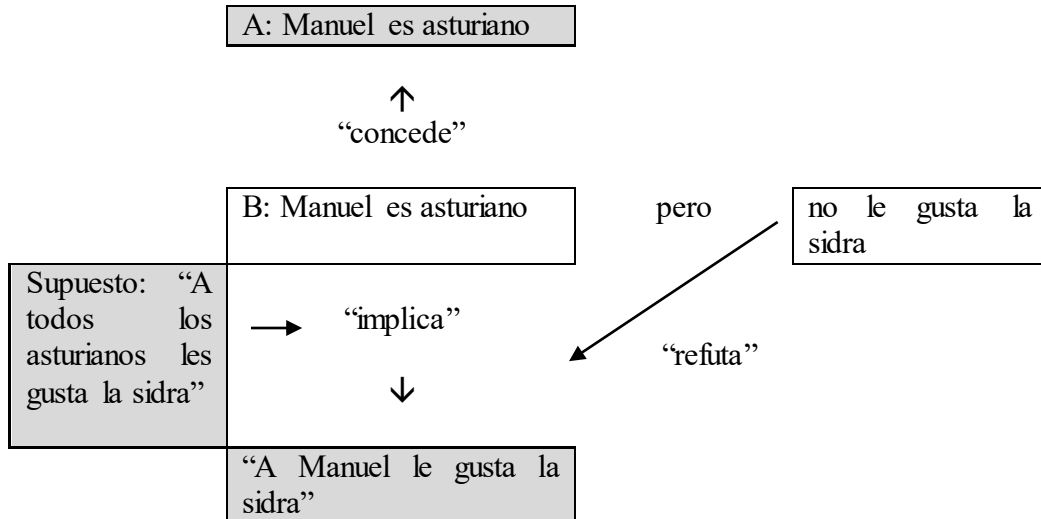 A: Manuel es asturiano
“concede”
B: Manuel es asturiano
pero
no le gusta la
sidra
Supuesto: “A
todos los
asturianos les
gusta la sidra”
“implica”
“refuta”
“A Manuel le gusta la
sidra”